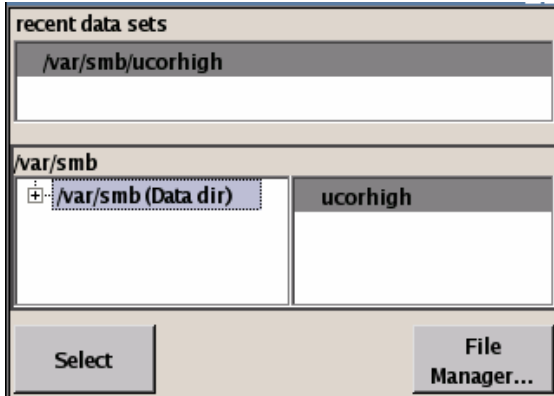 recent data sets
/var/smb/ucorhigh
/var/smb
/var/smb (Data dir)
ucorhigh
Select
File
Manager...